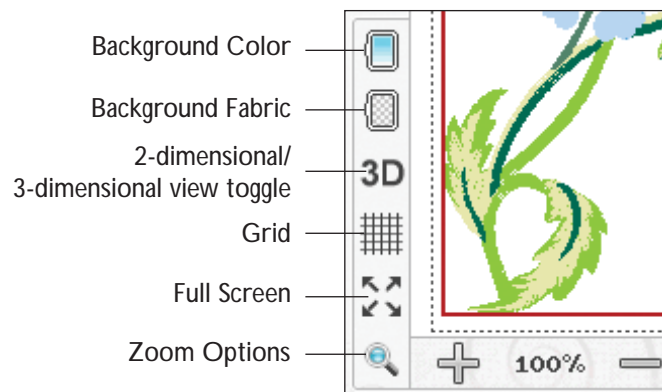 Background Color
Background Fabric
2-dimensional/
3-dimensional view toggle
3D
Grid
Full Screen
Zoom Options
100%